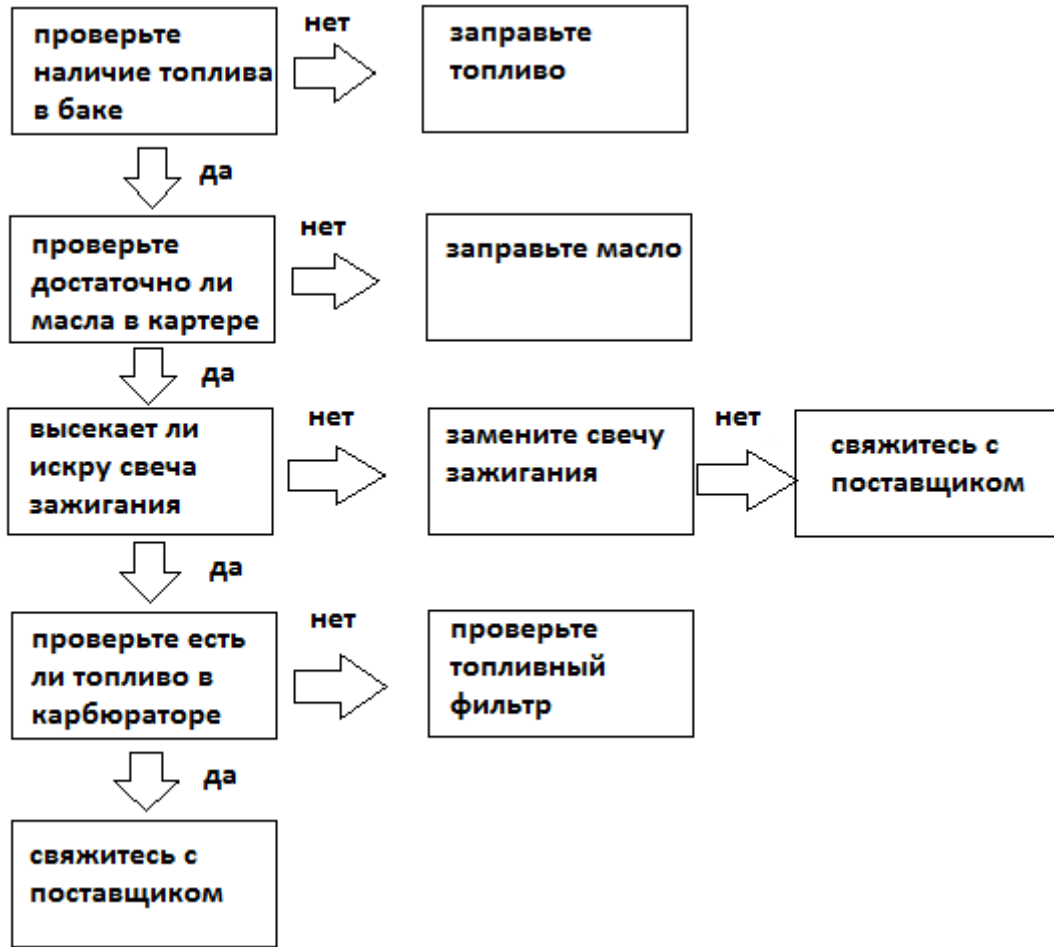 проверьте
наличие топлива
в баке
нет
заправьте
топливо
да
проверьте
достаточно ли
масла в картере
нет
заправьте масло
да
высекает ли
искру свеча
зажигания
нет
замените свечу
зажигания
нет
свяжитесь с
поставщиком
да
проверьте есть
ли топливо в
карбюраторе
нет
проверьте
топливный
фильтр
да
свяжитесь с
поставщиком